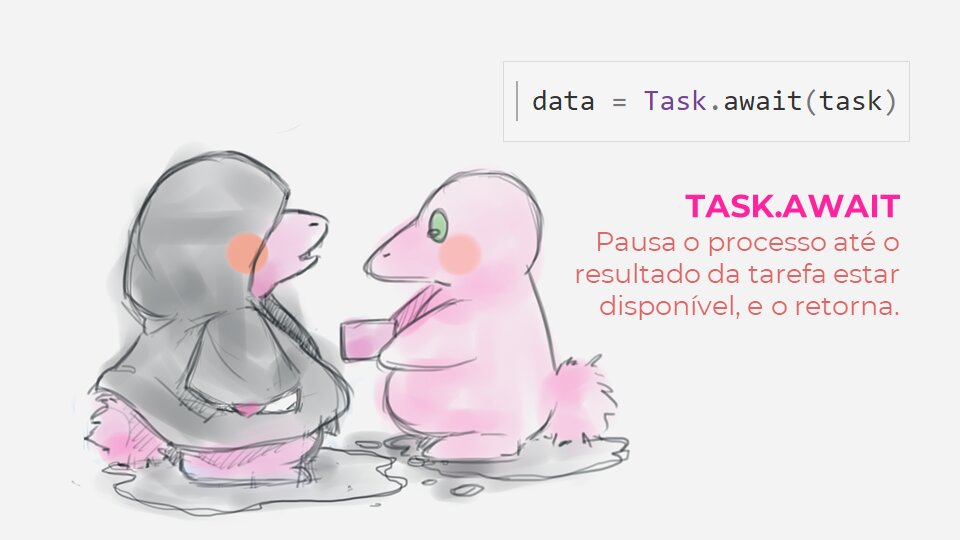 data = Task.await(task)
TASK.AWAIT
Pausa o processo até o
resultado da tarefa estar
disponível, e o retorna.